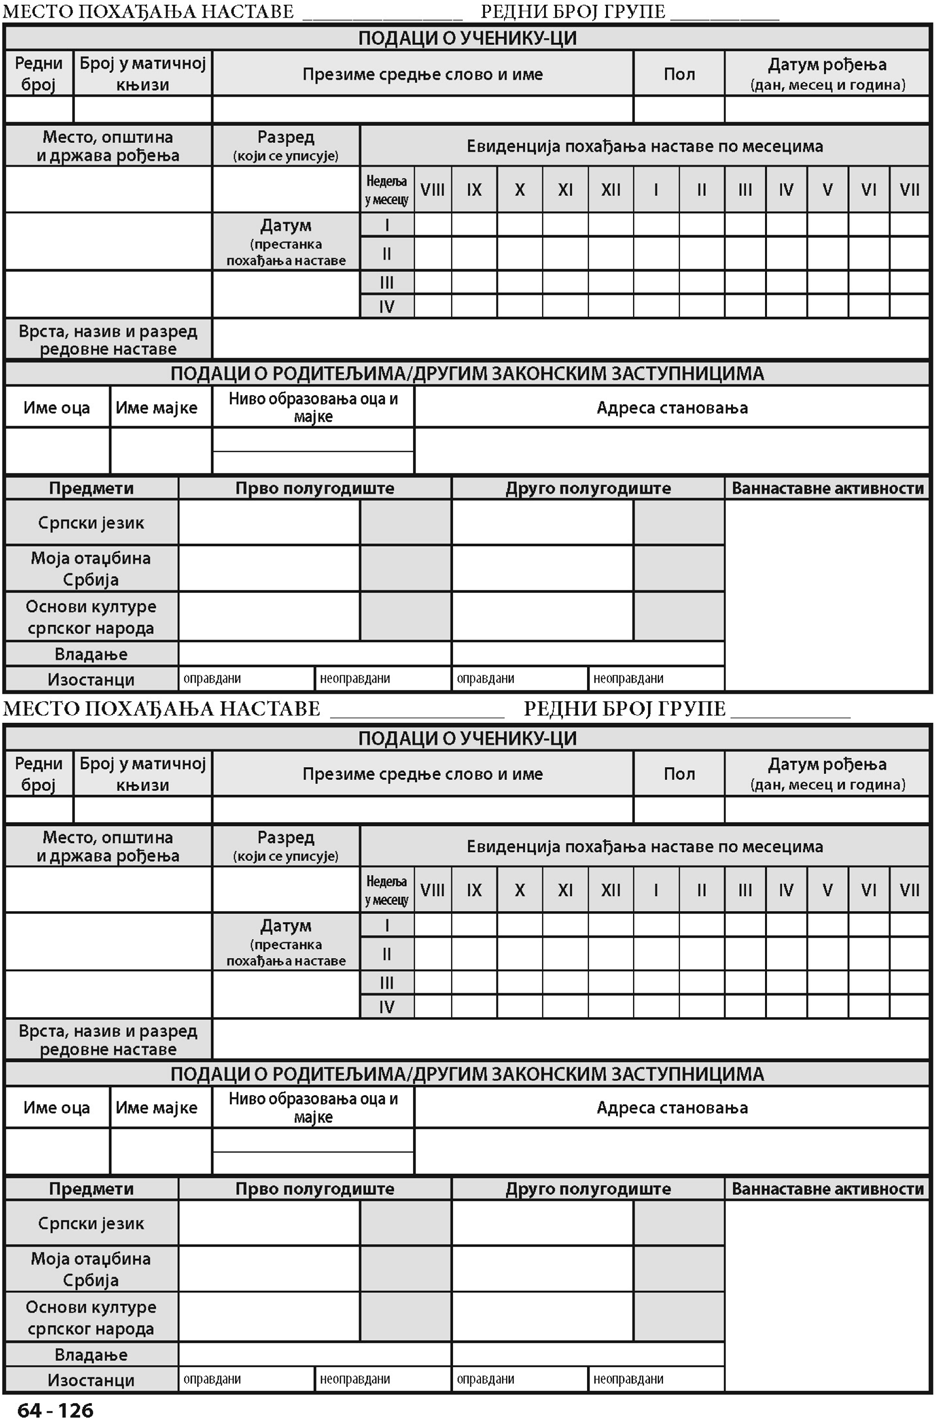 МЕСТО ПОХАЂАЊА НАСТАВЕ ________________ РЕДНИ БРОЈ ГРУПЕ ___________
ПОДАЦИ О УЧЕНИКУ-ЦИ
Редни број Број у матичној књизи Презиме средње слово и име Пол Датум рођења (дан, месец и година)
Место, општина и држава рођења Разред (који се уписује) Евиденција похађања наставе по месецима
Недеља у месецу VIII IX X XI XII I II III IV V VI VII
Датум (престанка похађања наставе
I
II
III
IV
Врста, назив и разред редовне наставе
ПОДАЦИ О РОДИТЕЉИМА/ДРУГИМ ЗАКОНСКИМ ЗАСТУПНИЦИМА
Име оца Име мајке Ниво образовања оца и мајке Адреса становања
Предмети Прво полугодиште Друго полугодиште Ваннаставне активности
Српски језик
Моја отаџбина Србија
Основи културе српског народа
Владање
Изостанци оправдани неоправдани оправдани неоправдани
МЕСТО ПОХАЂАЊА НАСТАВЕ ________________ РЕДНИ БРОЈ ГРУПЕ ___________
ПОДАЦИ О УЧЕНИКУ-ЦИ
Редни број Број у матичној књизи Презиме средње слово и име Пол Датум рођења (дан, месец и година)
Место, општина и држава рођења Разред (који се уписује) Евиденција похађања наставе по месецима
Недеља у месецу VIII IX X XI XII I II III IV V VI VII
Датум (престанка похађања наставе
I
II
III
IV
Врста, назив и разред редовне наставе
ПОДАЦИ О РОДИТЕЉИМА/ДРУГИМ ЗАКОНСКИМ ЗАСТУПНИЦИМА
Име оца Име мајке Ниво образовања оца и мајке Адреса становања
Предмети Прво полугодиште Друго полугодиште Ваннаставне активности
Српски језик
Моја отаџбина Србија
Основи културе српског народа
Владање
Изостанци оправдани неоправдани оправдани неоправдани
64 - 126